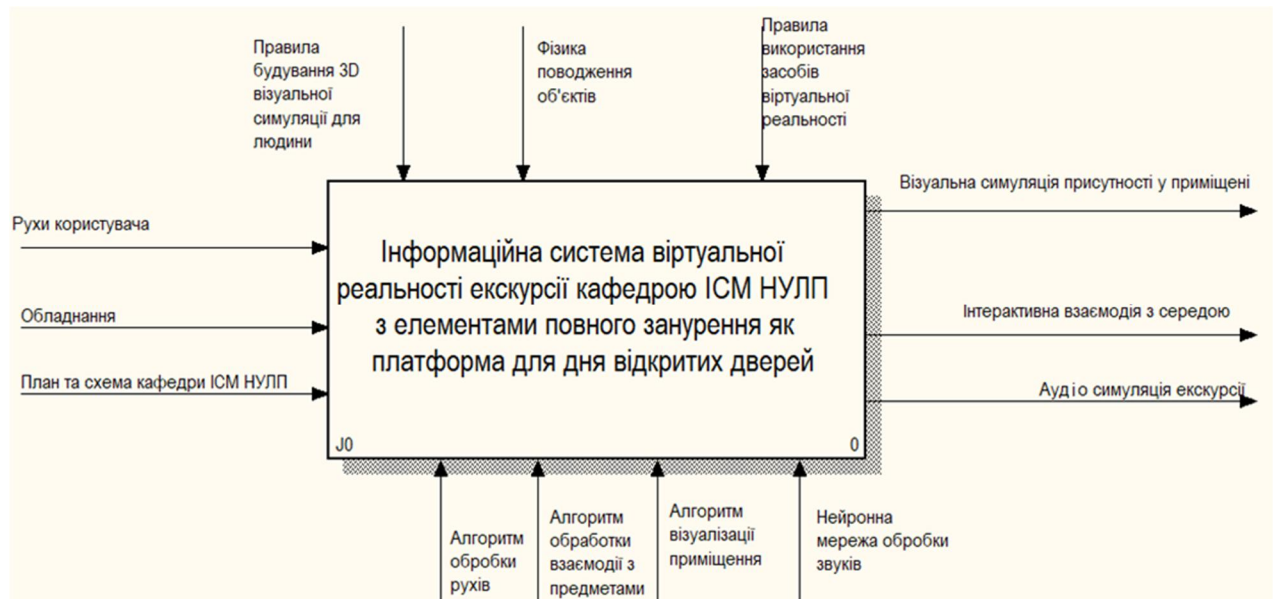 Правила
будування 3D
візуальної
симуляції для
людини
Фізика
поводження
об'єктів
Правила
використання
засобів
віртуальної
реальності
Рухи користувача
Обладнання
План та схема кафедри ІСМ НУЛП
Інформаційна система віртуальної
реальності екскурсії кафедрою ІСМ НУЛП
з елементами повного занурення як
платформа для дня відкритих дверей
J0
0
Візуальна симуляція присутності у приміщені
Інтерактивна взаємодія з середою
Аудіо симуляція екскурсії
Алгоритм
обробки
рухів
Алгоритм
обработки
взаємодії з
предметами
Алгоритм
візуалізації
приміщення
Нейронна
мережа обробки
звуків